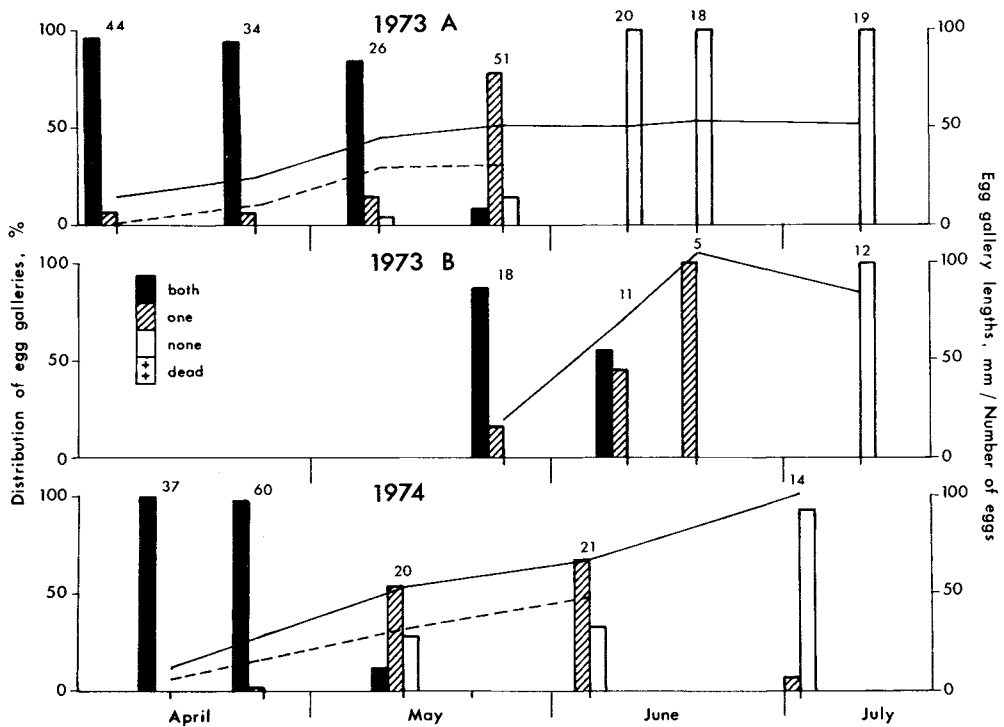 Distribution of egg galleries, %
Egg gallery lengths, mm / Number of eggs
1973 A
100
50
0
44
34
26
51
20
18
19
100
50
0
1973 B
100
50
0
both
one
none
dead
18
11
5
12
100
50
0
1974
100
50
0
37
60
20
21
14
100
50
0
April
May
June
July